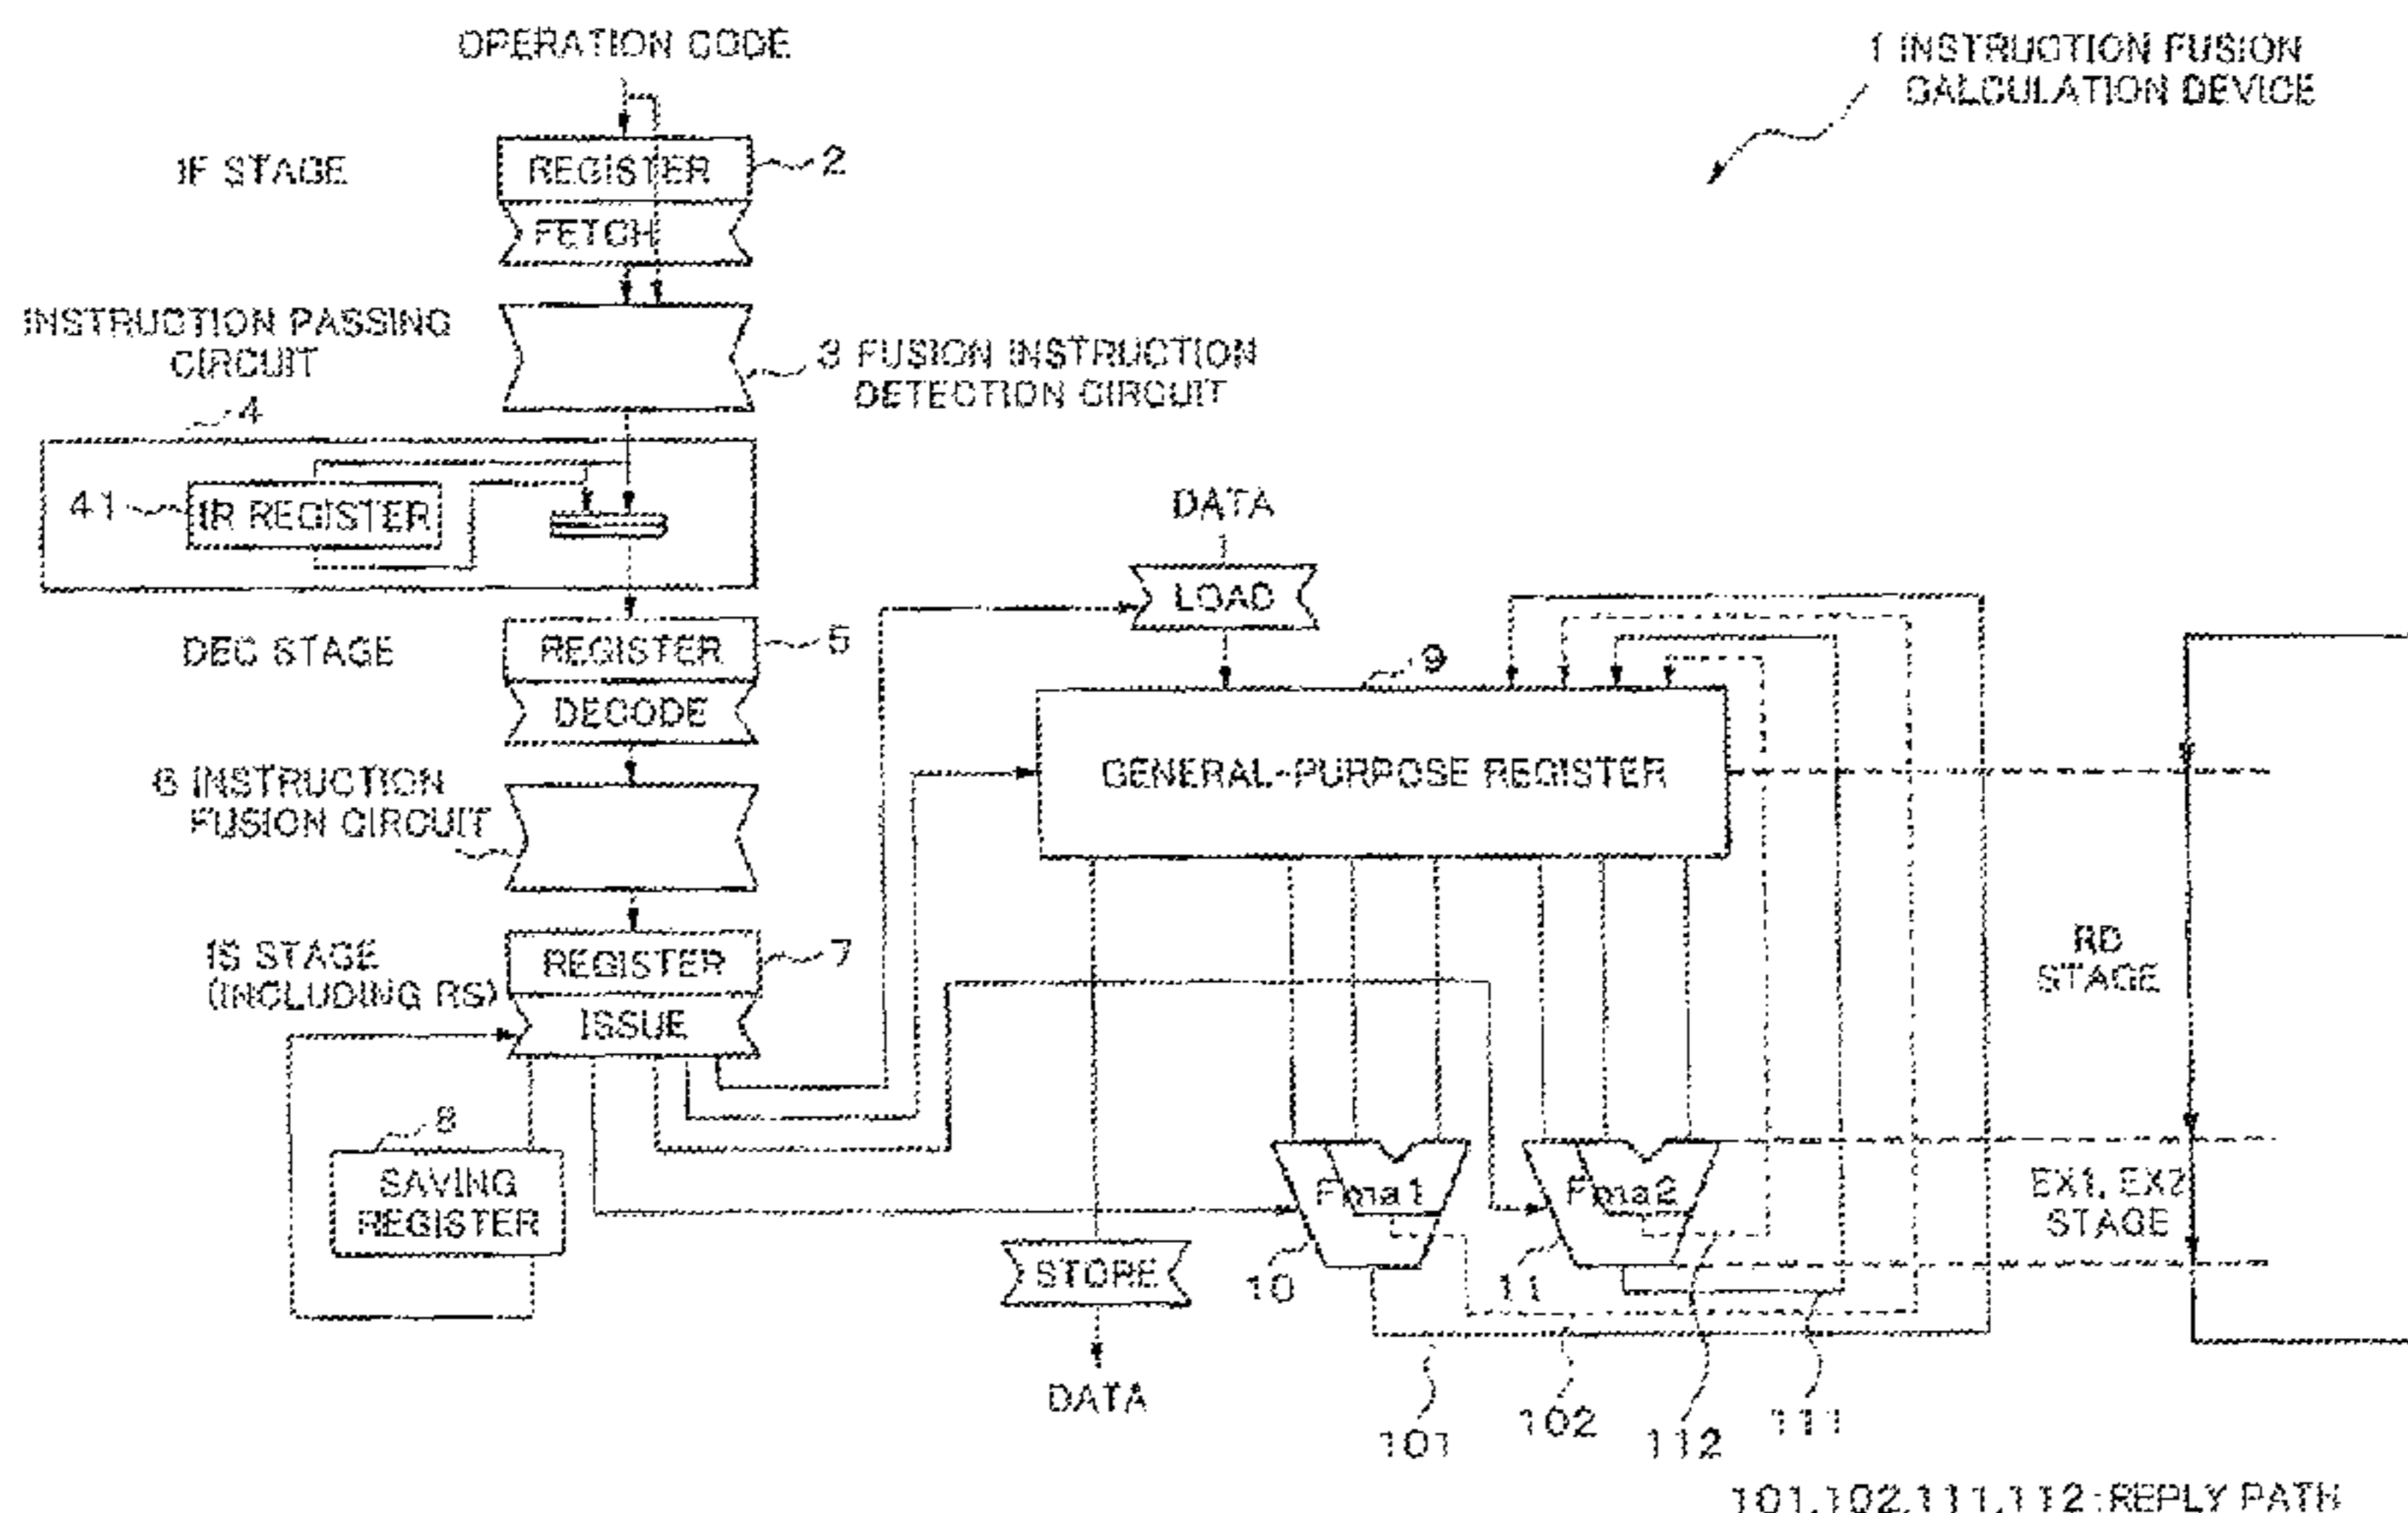 OPERATION CODE
1 INSTRUCTION FUSION
CALCULATION DEVICE
IF STAGE
REGISTER
2
FETCH
INSTRUCTION PASSING
CIRCUIT
4
3 FUSION INSTRUCTION
DETECTION CIRCUIT
41
IR REGISTER
DATA
LOAD
DEC STAGE
REGISTER
5
DECODE
9
GENERAL-PURPOSE REGISTER
6 INSTRUCTION
FUSION CIRCUIT
IS STAGE
(INCLUDING RS)
REGISTER
7
ISSUE
RD
STAGE
8
SAVING
REGISTER
Fma1
Fma2
EX1, EX2
STAGE
10
11
STORE
DATA
101
102
112
111
101,102,111,112:REPLY PATH